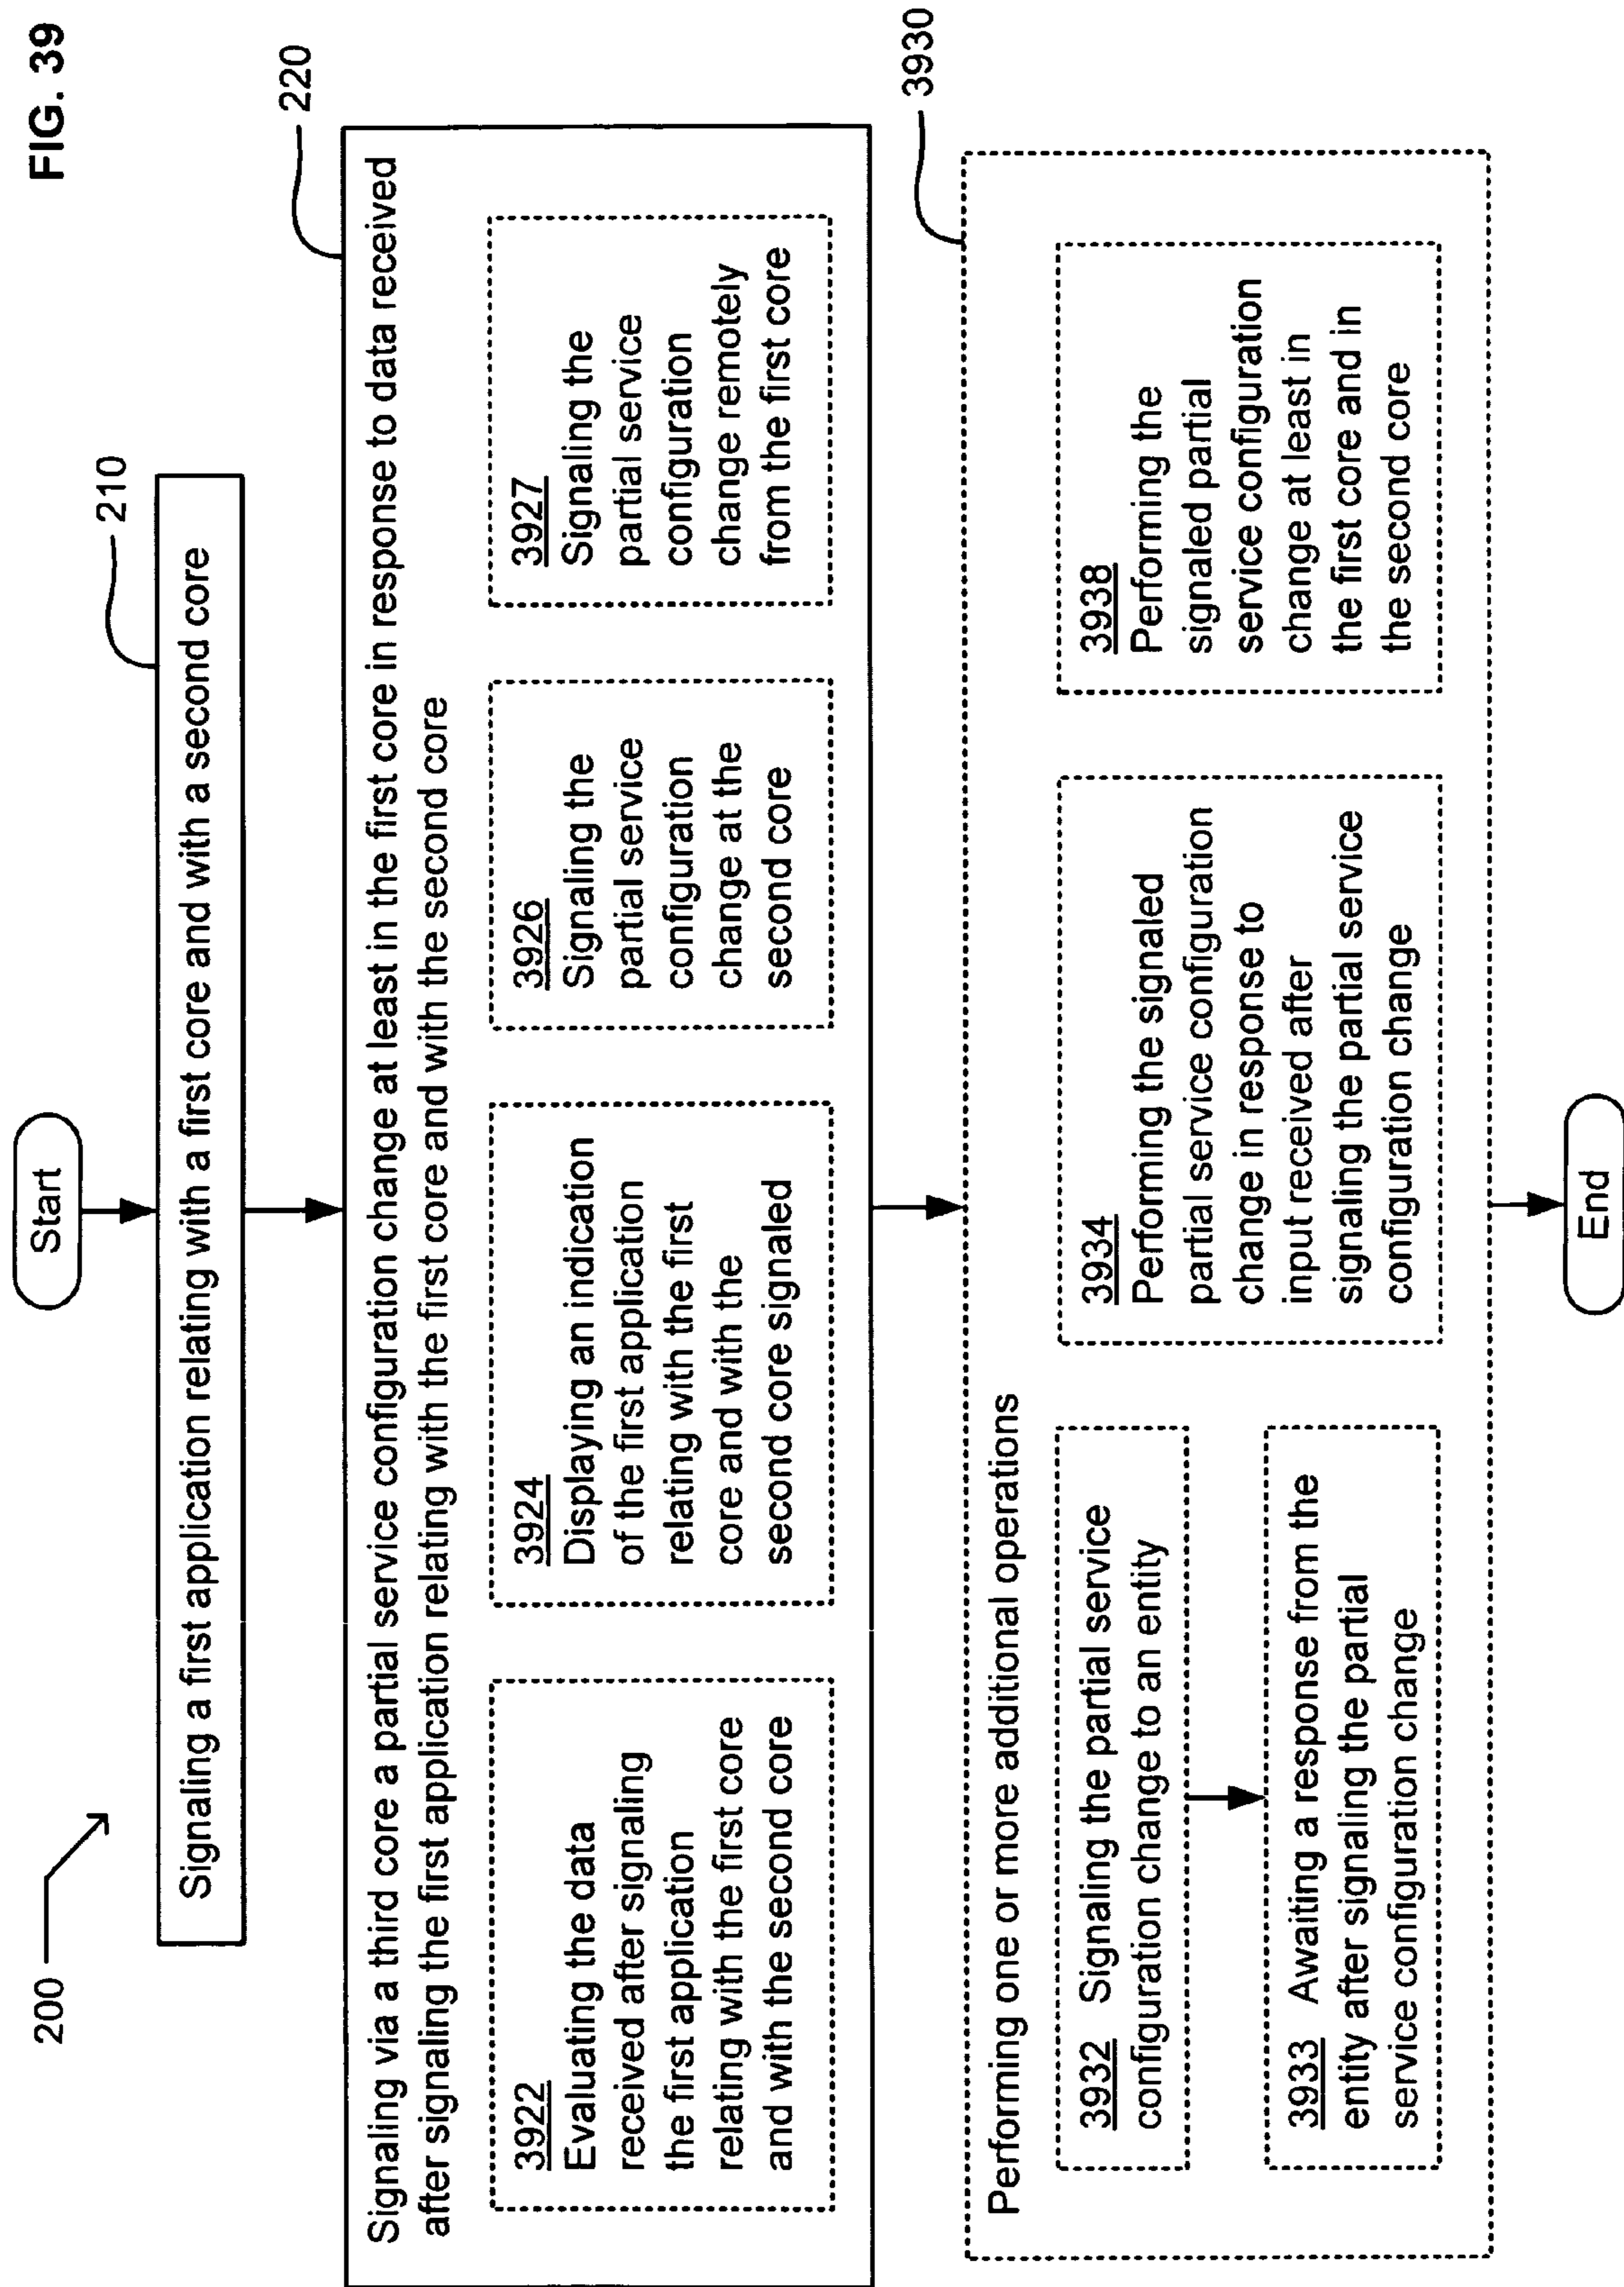 FIG. 39
200
Start
210
Signaling a first application relating with a first core and with a second core
220
Signaling via a third core a partial service configuration change at least in the first core in response to data received
after signaling the first application relating with the first core and with the second core
3922
Evaluating the data
received after signaling
the first application
relating with the first core
and with the second core
3924
Displaying an indication
of the first application
relating with the first
core and with the
second core signaled
3926
Signaling the
partial service
configuration
change at the
second core
3927
Signaling the
partial service
configuration
change remotely
from the first core
3930
Performing one or more additional operations
3932 Signaling the partial service
configuration change to an entity
3933 Awaiting a response from the
entity after signaling the partial
service configuration change
3934
Performing the signaled
partial service configuration
change in response to
input received after
signaling the partial service
configuration change
3938
Performing the
signaled partial
service configuration
change at least in
the first core and in
the second core
End